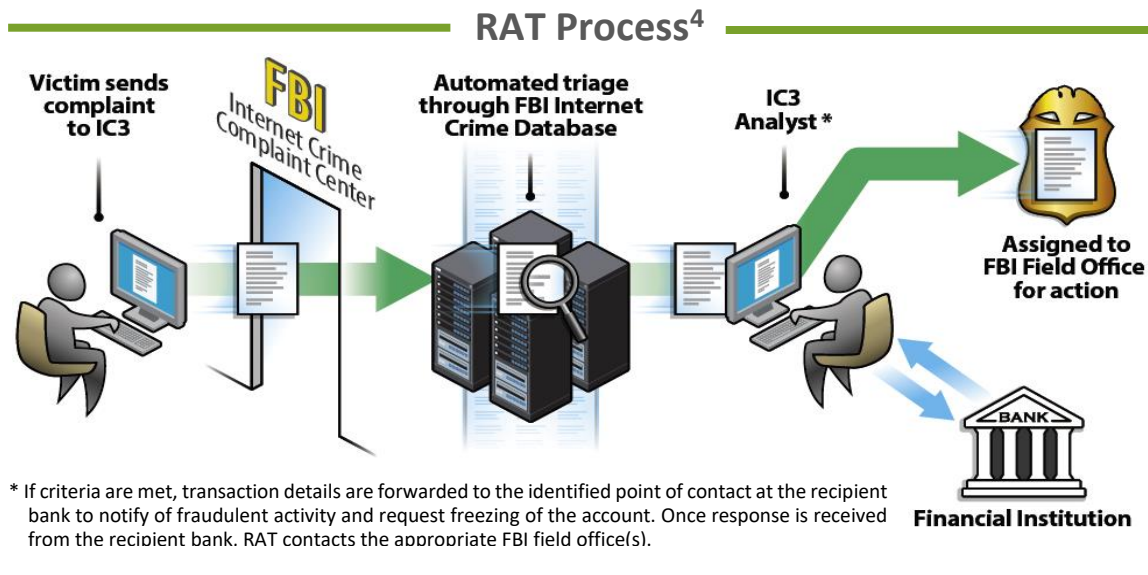 RAT Process4
Victim sends
complaint
to IC3
FBI
Internet Crime
Complaint Center
Automated triage
through FBI Internet
Crime Database
IC3
Analyst *
Assigned to
FBI Field Office
for action
BANK
Financial Institution
* If criteria are met, transaction details are forwarded to the identified point of contact at the recipient
bank to notify of fraudulent activity and request freezing of the account. Once response is received
from the recipient bank, RAT contacts the appropriate FBI field office(s).